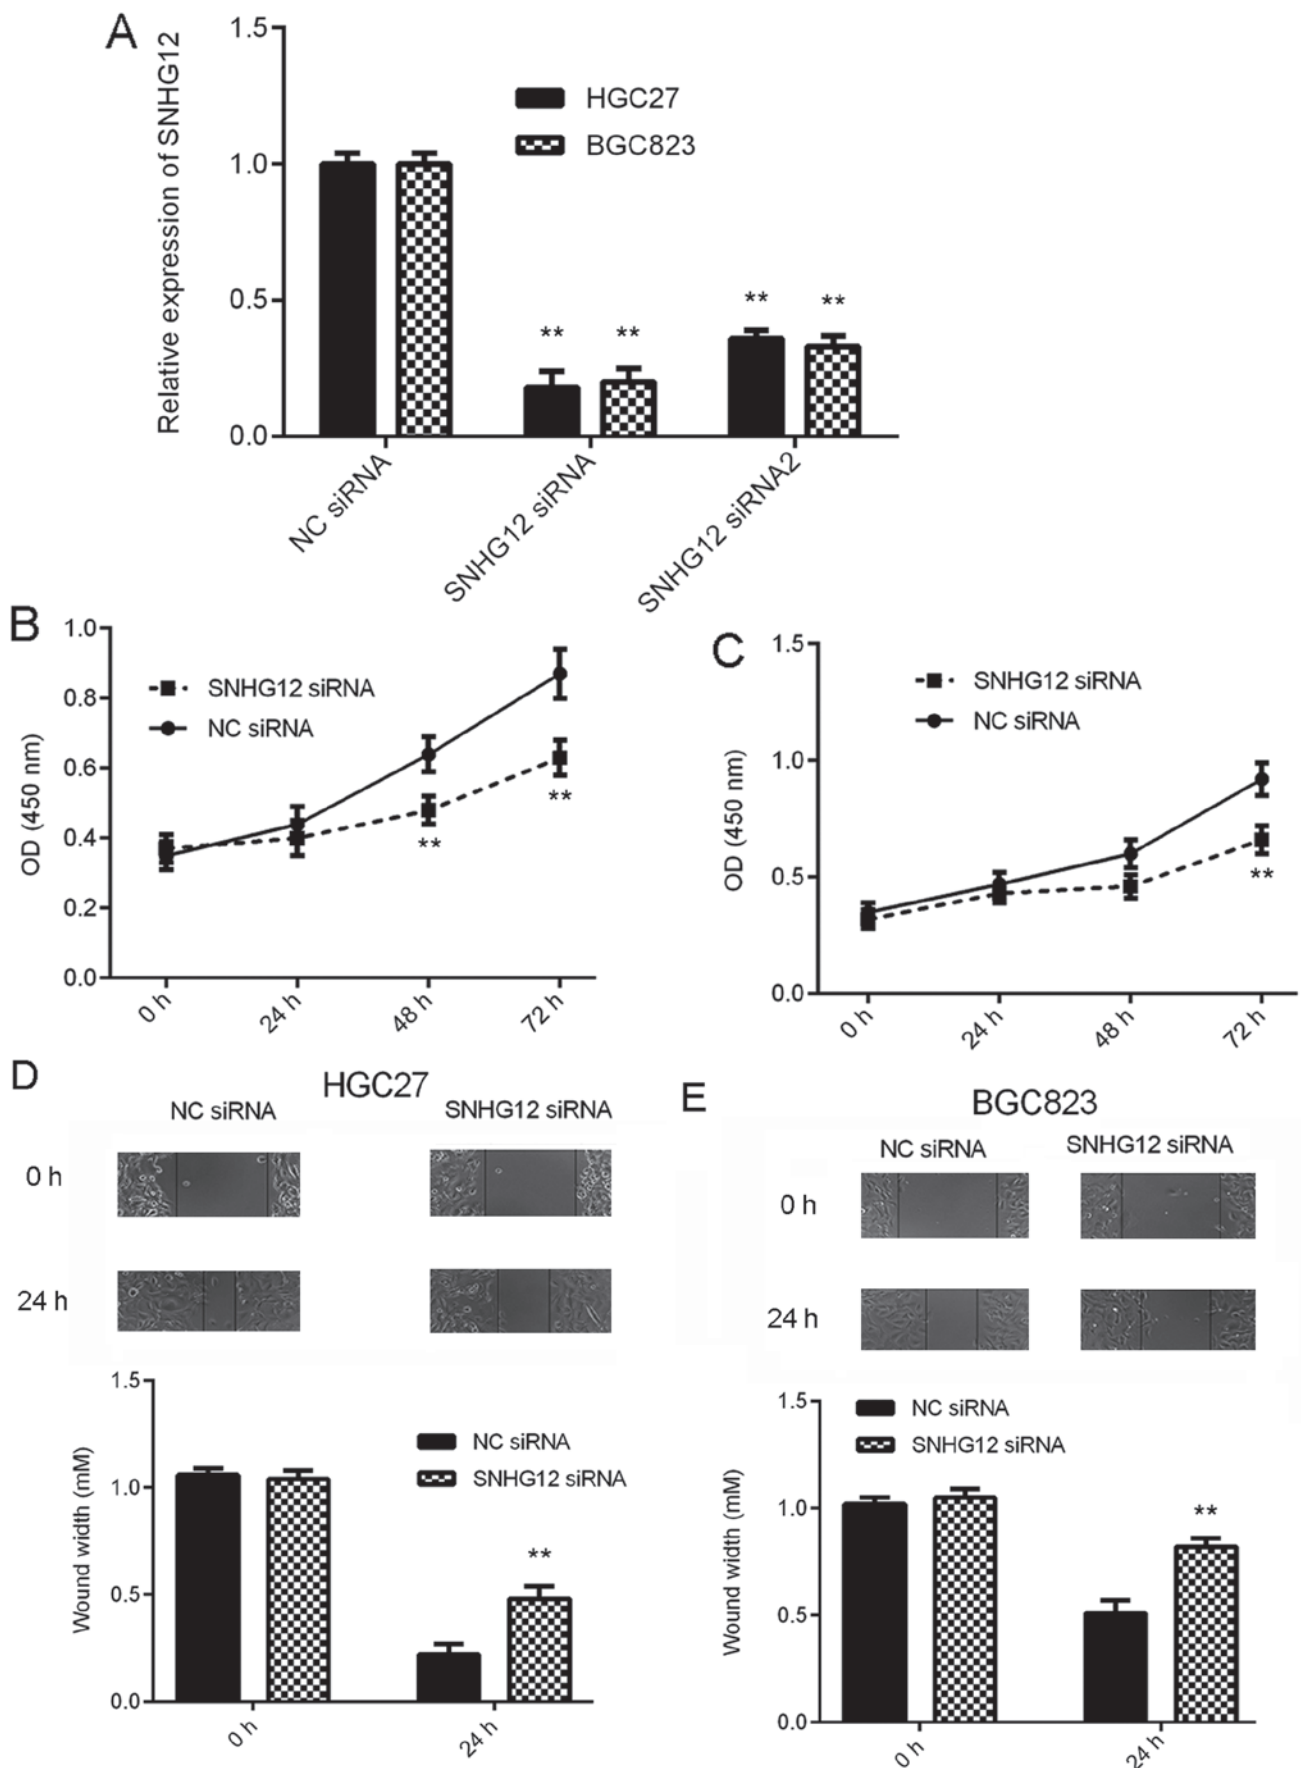 A
Relative expression of SNHG12
1.5
1.0
0.5
0.0
HGC27
BGC823
** ** ** **
NC siRNA
SNHG12 siRNA
SNHG12 siRNA2
B
OD (450 nm)
1.0
0.8
0.6
0.4
0.2
0.0
SNHG12 siRNA
NC siRNA
**
**
0 h
24 h
48 h
72 h
C
OD (450 nm)
1.5
1.0
0.5
0.0
SNHG12 siRNA
NC siRNA
**
0 h
24 h
48 h
72 h
D
HGC27
NC siRNA
SNHG12 siRNA
0 h
24 h
Wound width (mM)
1.5
1.0
0.5
0.0
NC siRNA
SNHG12 siRNA
**
0 h
24 h
E
BGC823
NC siRNA
SNHG12 siRNA
0 h
24 h
Wound width (mM)
1.5
1.0
0.5
0.0
NC siRNA
SNHG12 siRNA
**
0 h
24 h